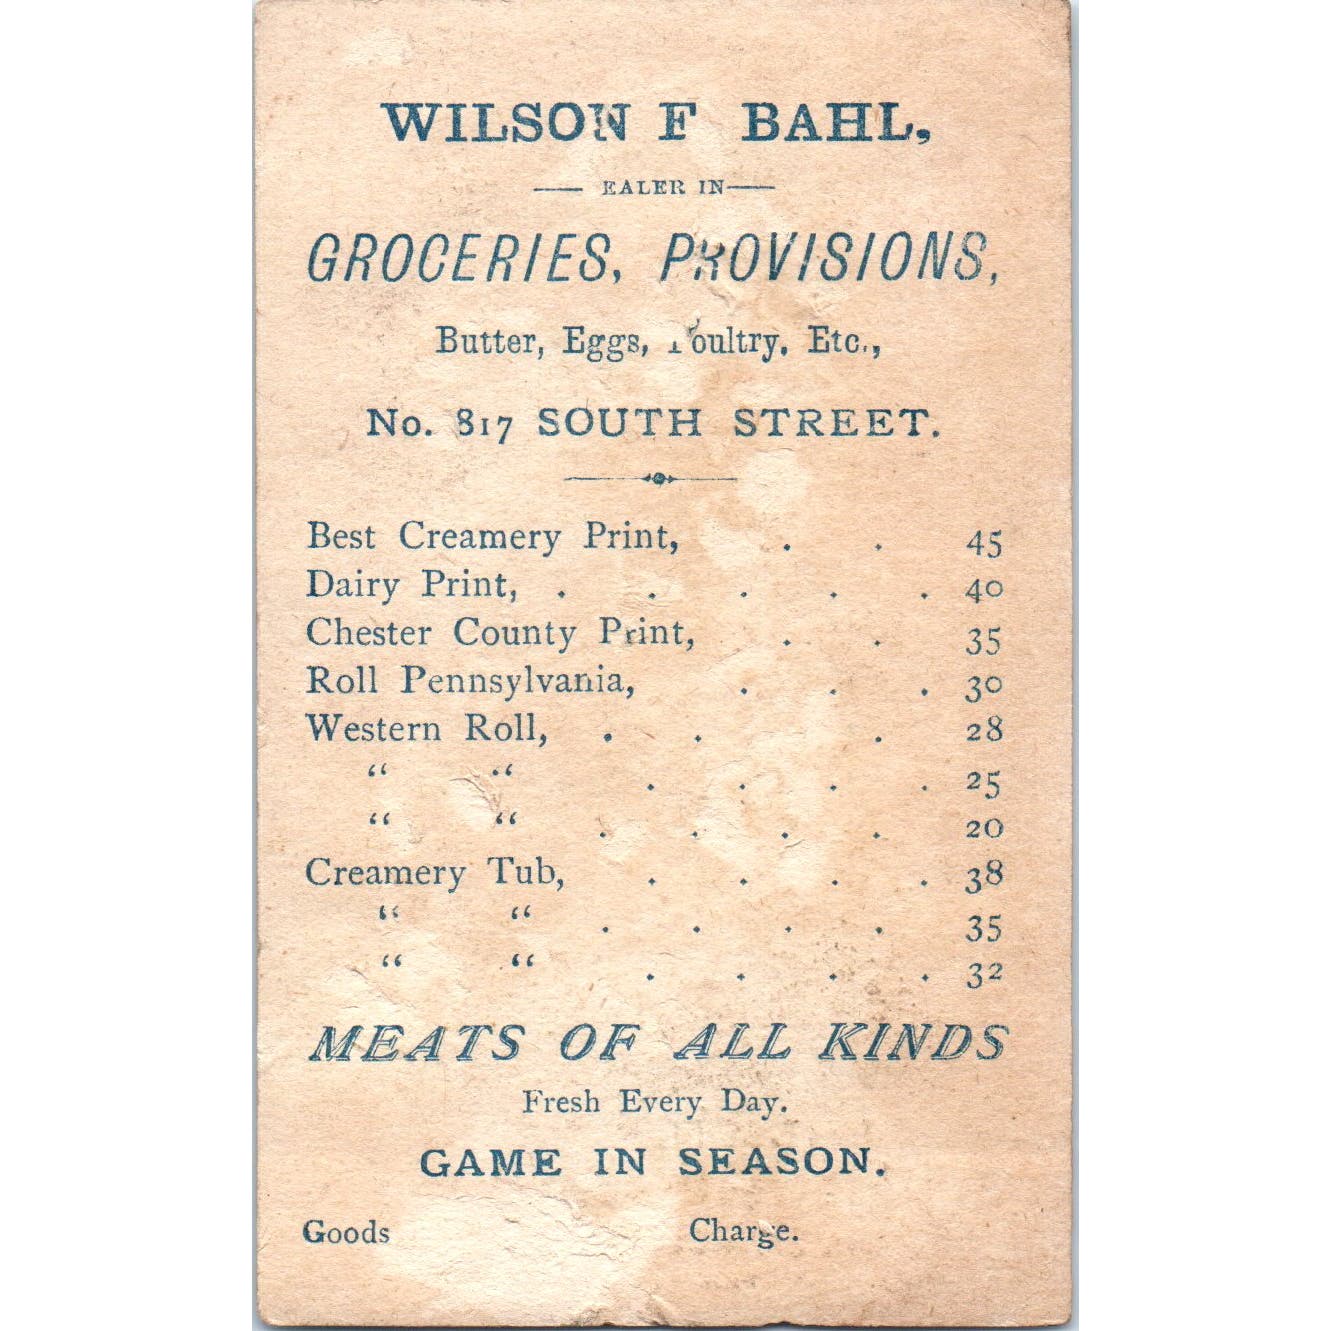 WILSON F BAHL,
EALER IN
GROCERIES, PROVISIONS,
Butter, Eggs, Poultry, Etc.,
No. 817 SOUTH STREET.
Best Creamery Print, . . 45
Dairy Print, . . . . . 40
Chester County Print, . . 35
Roll Pennsylvania, . . . 30
Western Roll, . . . 28
“ “ . . . . 25
“ “ . . . . 20
Creamery Tub, . . . . 38
“ “ . . . . 35
“ “ . . . . 32
MEATS OF ALL KINDS
Fresh Every Day.
GAME IN SEASON.
Goods Charge.